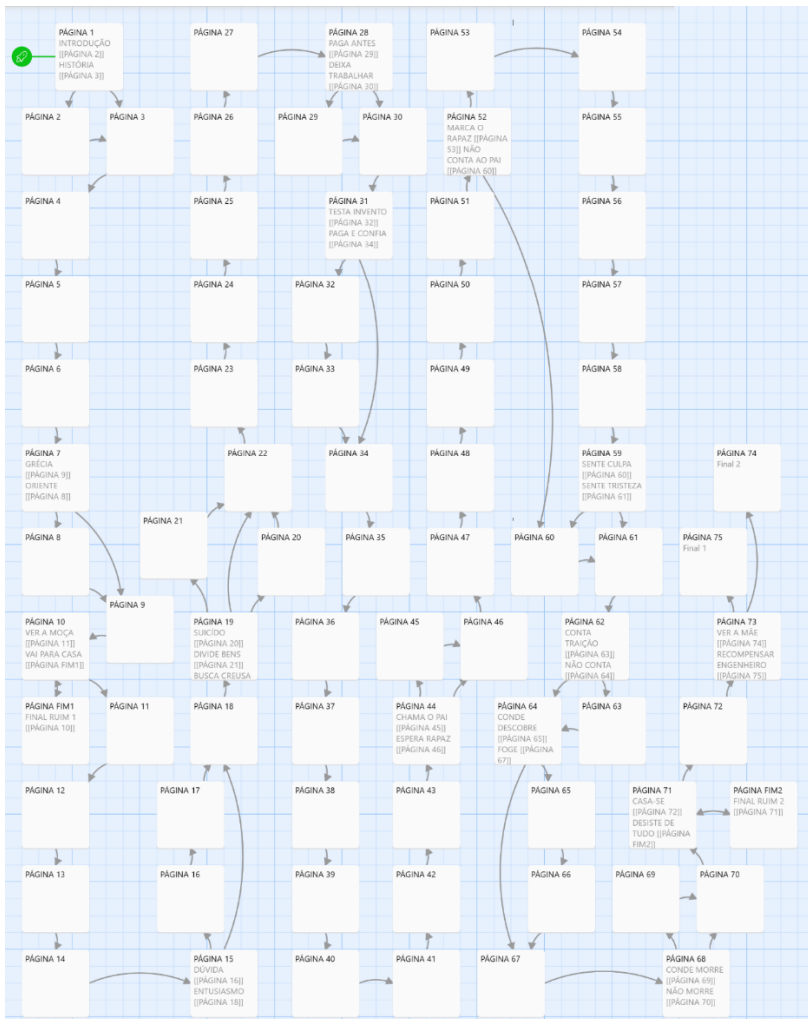 PÁGINA 1
INTRODUÇÃO
[[PÁGINA 2]]
HISTÓRIA
[[PÁGINA 3]]
PÁGINA 27
PÁGINA 28
PAGA ANTES
[[PÁGINA 29]]
DEIXA
TRABALHAR
[[PÁGINA 30]]
PÁGINA 53
PÁGINA 54
PÁGINA 2
PÁGINA 3
PÁGINA 26
PÁGINA 29
PÁGINA 30
PÁGINA 52
MARCA O
RAPAZ [[PÁGINA
53]] NÃO
CONTA AO PAI
[[PÁGINA 60]]
PÁGINA 55
PÁGINA 4
PÁGINA 25
PÁGINA 31
TESTA INVENTO
[[PÁGINA 32]]
PAGA E CONFIA
[[PÁGINA 34]]
PÁGINA 51
PÁGINA 56
PÁGINA 5
PÁGINA 24
PÁGINA 32
PÁGINA 50
PÁGINA 57
PÁGINA 6
PÁGINA 23
PÁGINA 33
PÁGINA 49
PÁGINA 58
PÁGINA 7
GRÉCIA
[[PÁGINA 9]]
ORIENTE
[[PÁGINA 8]]
PÁGINA 22
PÁGINA 34
PÁGINA 48
PÁGINA 59
SENTE CULPA
[[PÁGINA 60]]
SENTE TRISTEZA
[[PÁGINA 61]]
PÁGINA 74
Final 2
PÁGINA 21
PÁGINA 8
PÁGINA 20
PÁGINA 35
PÁGINA 47
PÁGINA 60
PÁGINA 61
PÁGINA 75
Final 1
PÁGINA 9
PÁGINA 10
VER A MOÇA
[[PÁGINA 11]]
VAI PARA CASA
[[PÁGINA FIM1]]
PÁGINA 19
SUICÍDO
[[PÁGINA 20]]
DIVIDE BENS
[[PÁGINA 21]]
BUSCA CREUSA
PÁGINA 36
PÁGINA 45
PÁGINA 46
PÁGINA 62
CONTA
TRAIÇÃO
[[PÁGINA 63]]
NÃO CONTA
[[PÁGINA 64]]
PÁGINA 73
VER A MÃE
[[PÁGINA 74]]
RECOMPENSAR
ENGENHEIRO
[[PÁGINA 75]]
PÁGINA FIM1
FINAL RUIM 1
[[PÁGINA 10]]
PÁGINA 11
PÁGINA 18
PÁGINA 37
PÁGINA 44
CHAMA O PAI
[[PÁGINA 45]]
ESPERA RAPAZ
[[PÁGINA 46]]
PÁGINA 64
CONDE
DESCOBRE
[[PÁGINA 65]]
FOGE [[PÁGINA
67]]
PÁGINA 63
PÁGINA 72
PÁGINA 12
PÁGINA 17
PÁGINA 38
PÁGINA 43
PÁGINA 65
PÁGINA 71
CASA-SE
[[PÁGINA 72]]
DESISTE DE
TUDO [[PÁGINA
FIM2]]
PÁGINA FIM2
FINAL RUIM 2
[[PÁGINA 71]]
PÁGINA 13
PÁGINA 16
PÁGINA 39
PÁGINA 42
PÁGINA 66
PÁGINA 69
PÁGINA 70
PÁGINA 14
PÁGINA 15
DÚVIDA
[[PÁGINA 16]]
ENTUSIASMO
[[PÁGINA 18]]
PÁGINA 40
PÁGINA 41
PÁGINA 67
PÁGINA 68
CONDE MORRE
[[PÁGINA 69]]
NÃO MORRE
[[PÁGINA 70]]